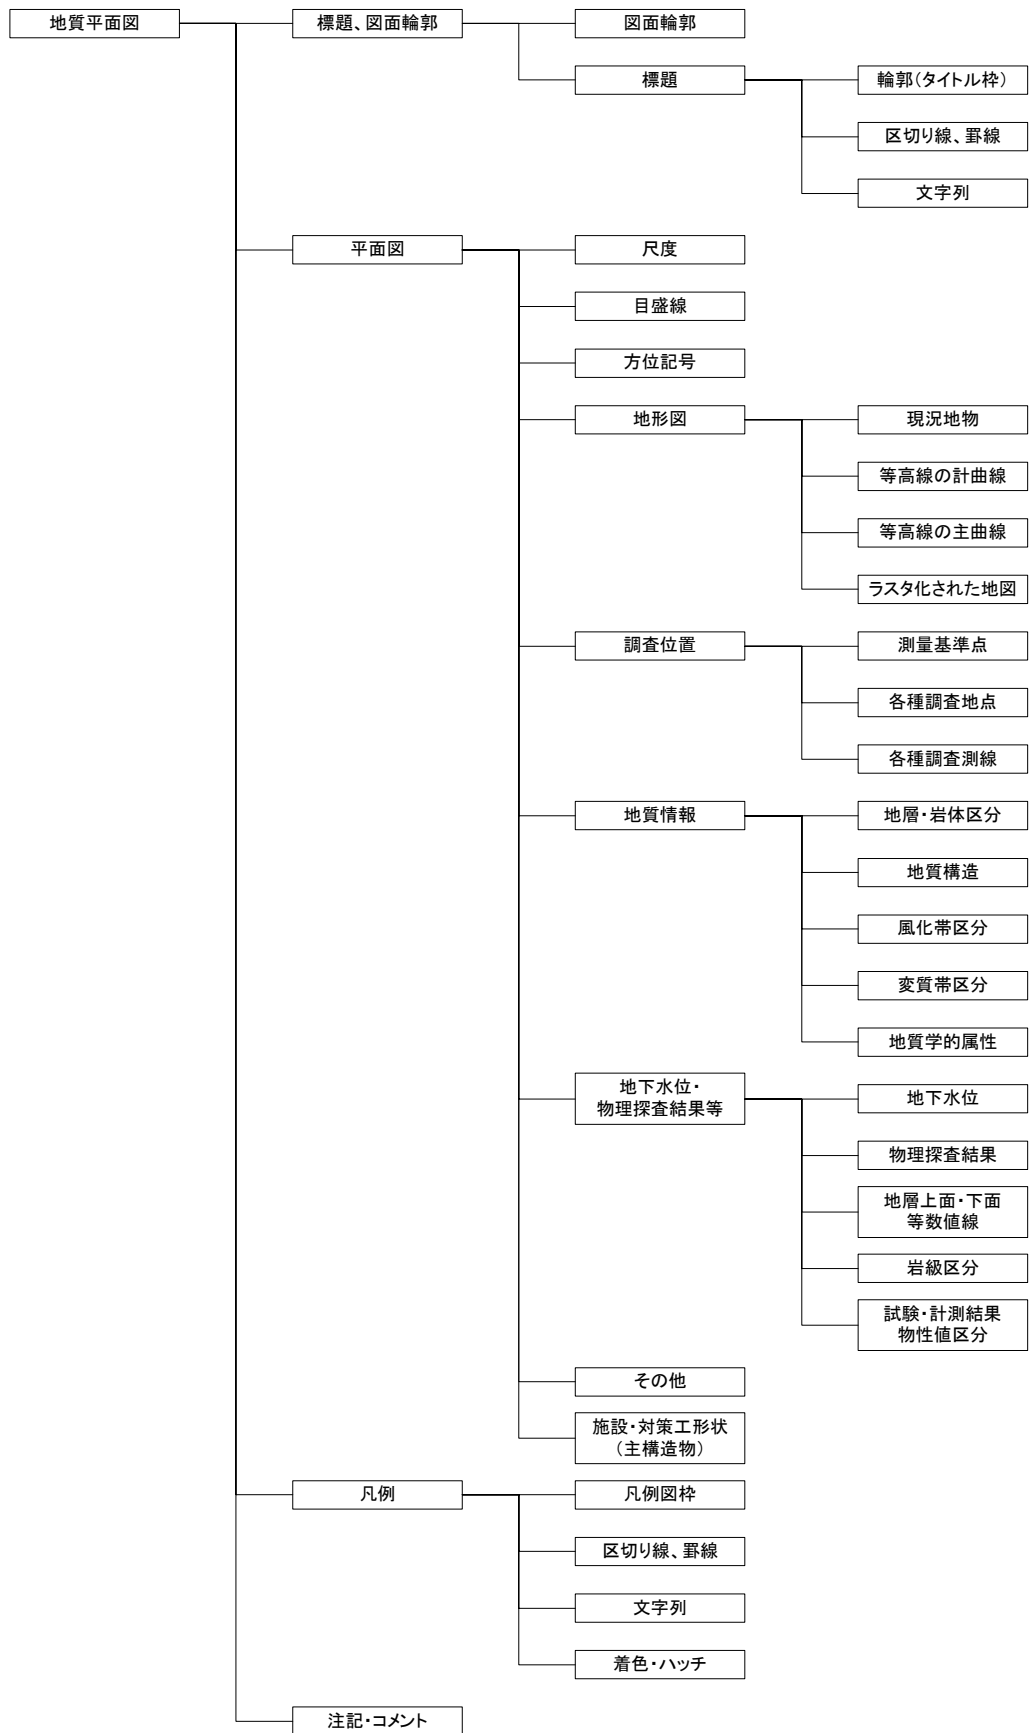 地質平面図
標題、図面輪郭
図面輪郭
標題
輪郭（タイトル枠）
区切り線、罫線
文字列
平面図
尺度
目盛線
方位記号
地形図
現況地物
等高線の計曲線
等高線の主曲線
ラスタ化された地図
調査位置
測量基準点
各種調査地点
各種調査測線
地質情報
地層・岩体区分
地質構造
風化帯区分
変質帯区分
地質学的属性
地下水位・
物理探査結果等
地下水位
物理探査結果
地層上面・下面
等数値線
岩級区分
試験・計測結果
物性値区分
その他
施設・対策工形状
（主構造物）
凡例
凡例図枠
区切り線、罫線
文字列
着色・ハッチ
注記・コメント